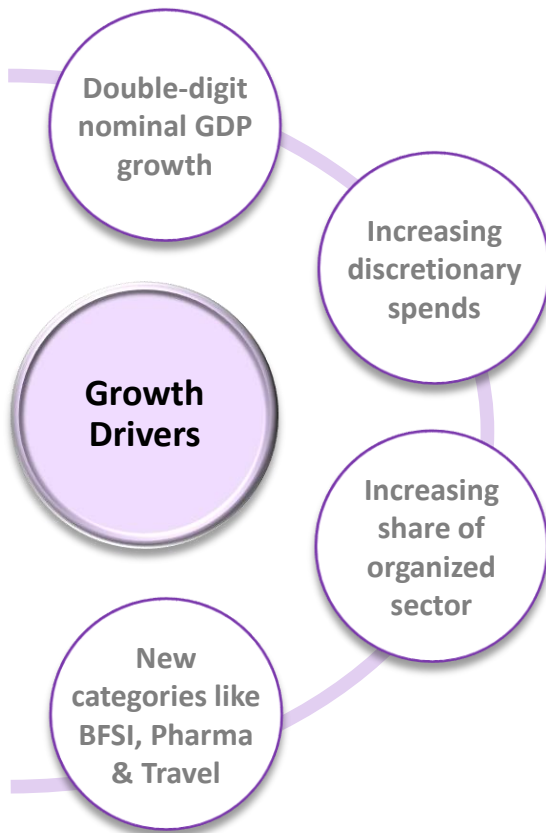 Double-digit
nominal GDP
growth
Increasing
discretionary
spends
Growth
Drivers
Increasing
share of
organized
sector
New
categories like
BFSI, Pharma
& Travel